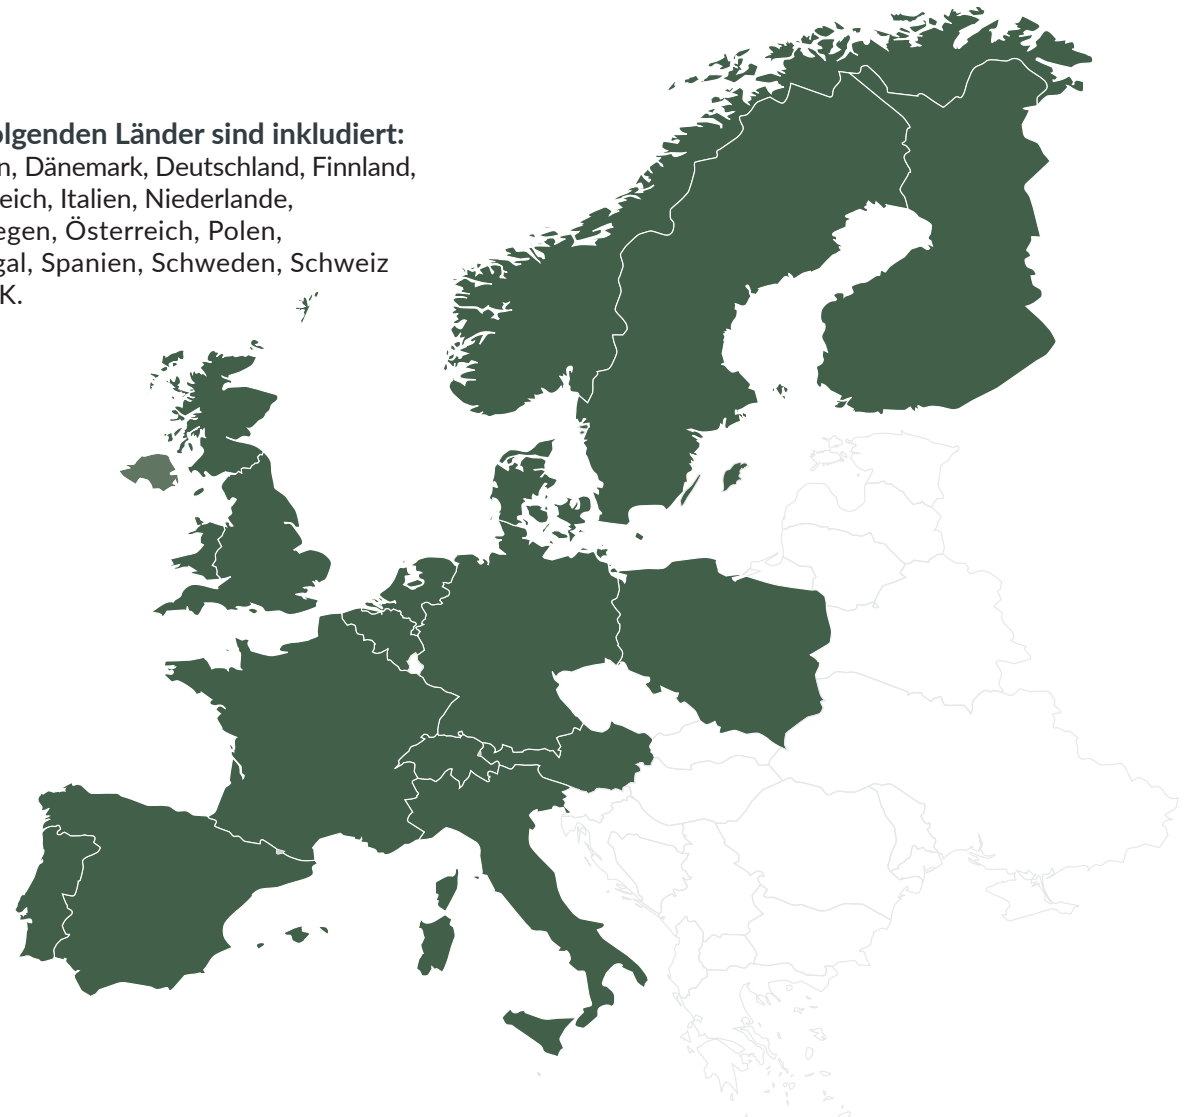 olgenden Länder sind inkludiert:
n, Dänemark, Deutschland, Finnland,
eich, Italien, Niederlande,
egen, Österreich, Polen,
gal, Spanien, Schweden, Schweiz
K.